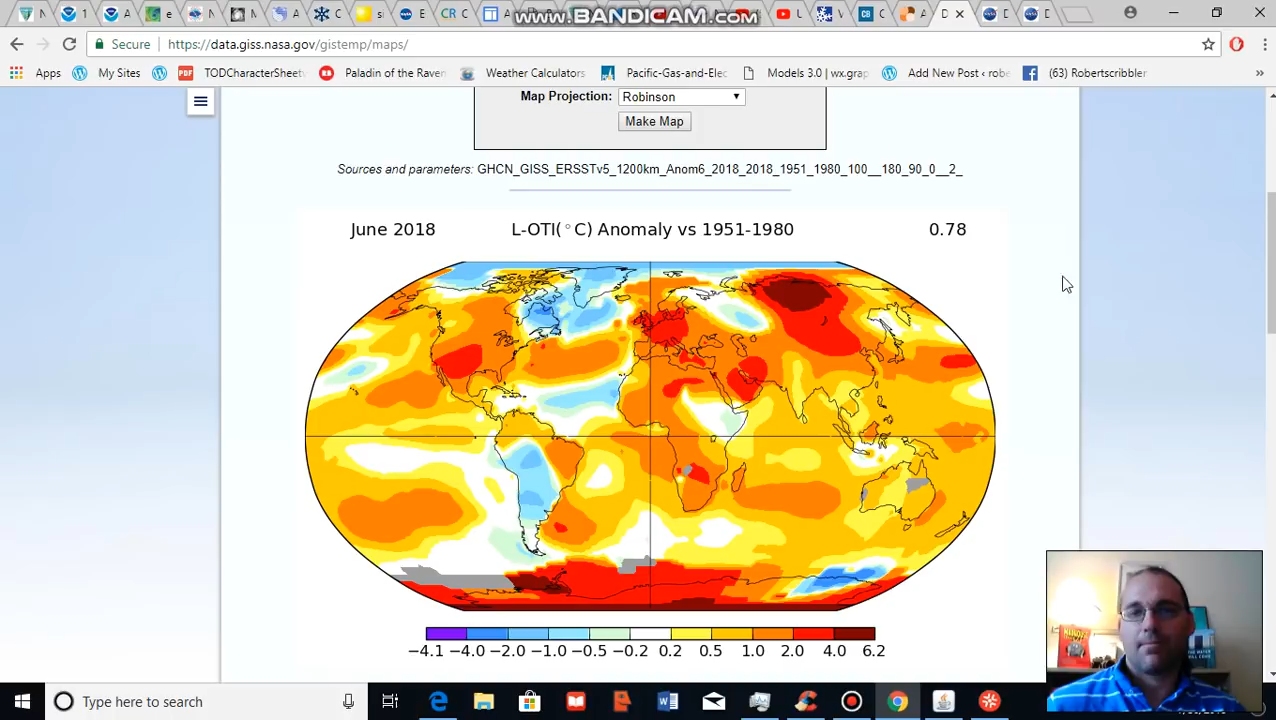 www.BANDICAM.com
Secure https://data.giss.nasa.gov/gistemp/maps/
Apps My Sites TODCharacterSheet Paladin of the Raven Weather Calculators Pacific-Gas-and-Elec Models 3.0 | wx.grap Add New Post ‹ robe (63) Robertscribbler »
Map Projection: Robinson
Make Map
Sources and parameters: GHCN_GISS_ERSSTv5_1200km_Anom6_2018_2018_1951_1980_100__180_90_0__2_
June 2018 L-OTI(°C) Anomaly vs 1951-1980 0.78
−4.1 −4.0 −2.0 −1.0 −0.5 −0.2 0.2 0.5 1.0 2.0 4.0 6.2
Type here to search